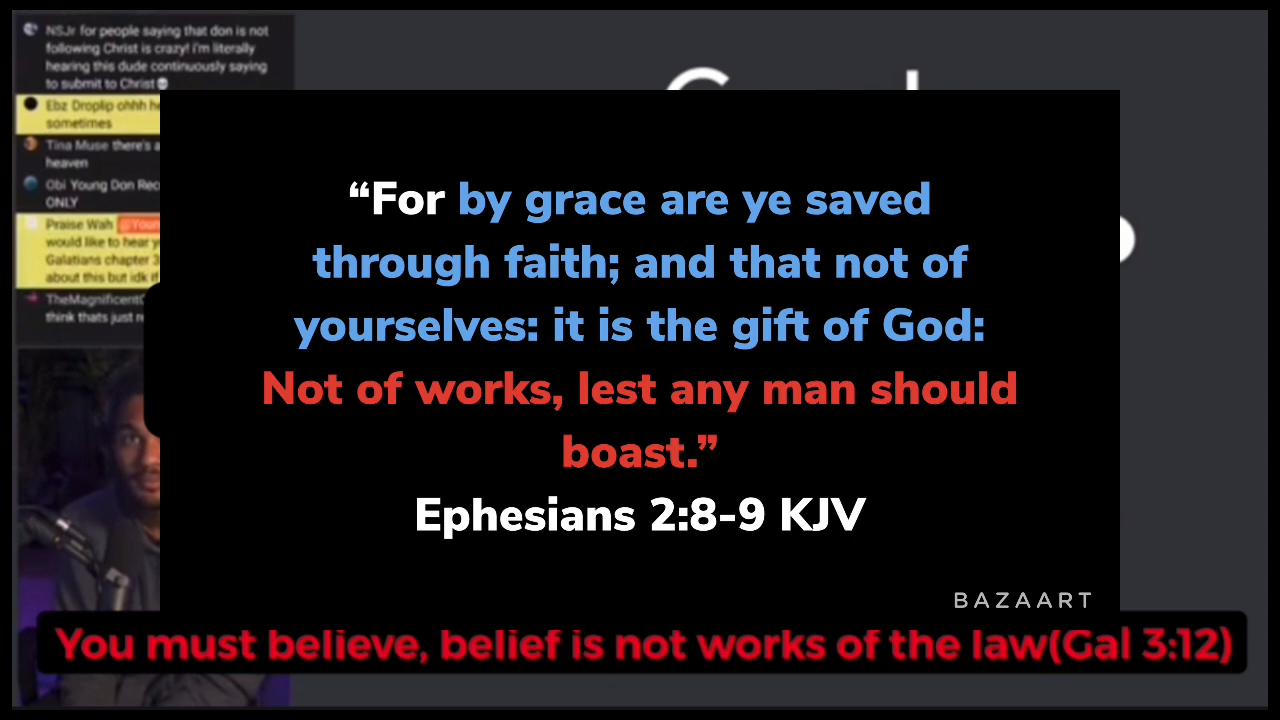 NSJr for people saying that don is not
following Christ is crazy! i'm literally
hearing this dude continuously saying
to submit to Christ
Ebz Droplip ohhh
sometimes
Tina Muse there's
heaven
Obi Young Don
ONLY
Praise Wah
would like to hear
Galatians chapter 3
about this but idk
think thats just
“For by grace are ye saved
through faith; and that not of
yourselves: it is the gift of God:
Not of works, lest any man should
boast.”
Ephesians 2:8-9 KJV
BAZAART
You must believe, belief is not works of the law(Gal 3:12)